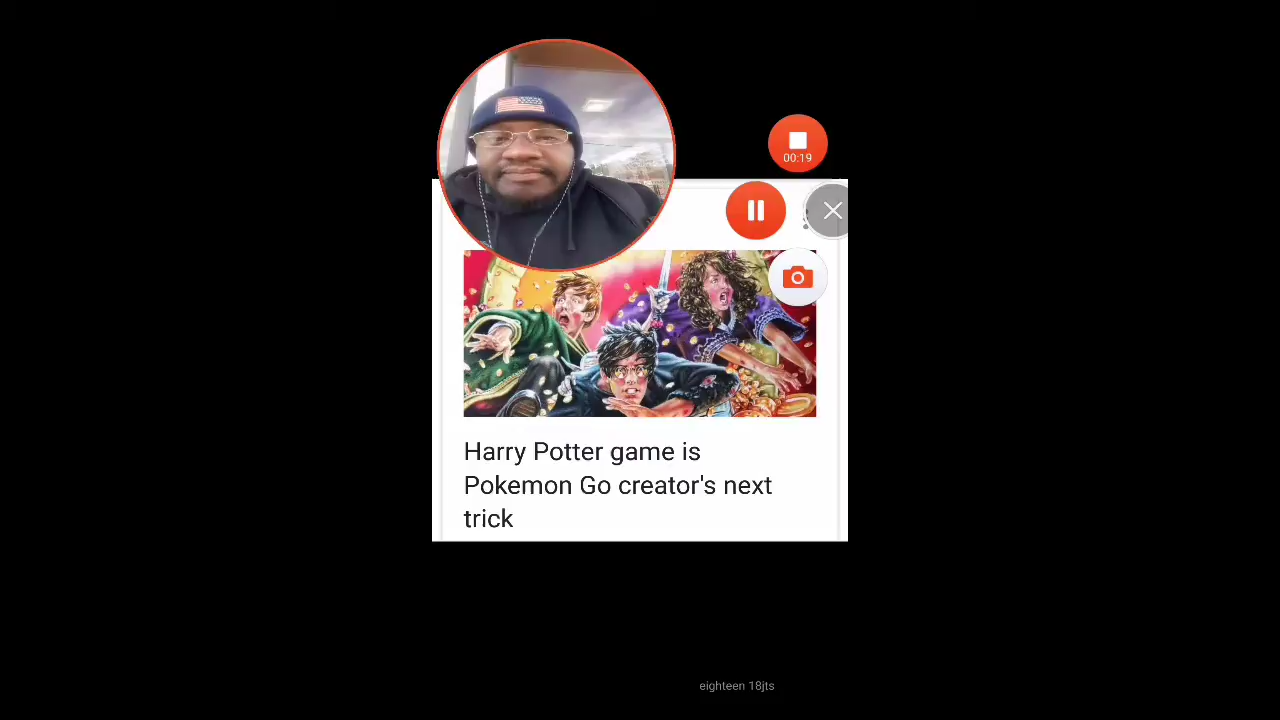 00:19
Harry Potter game is
Pokemon Go creator's next
trick
eighteen 18jts